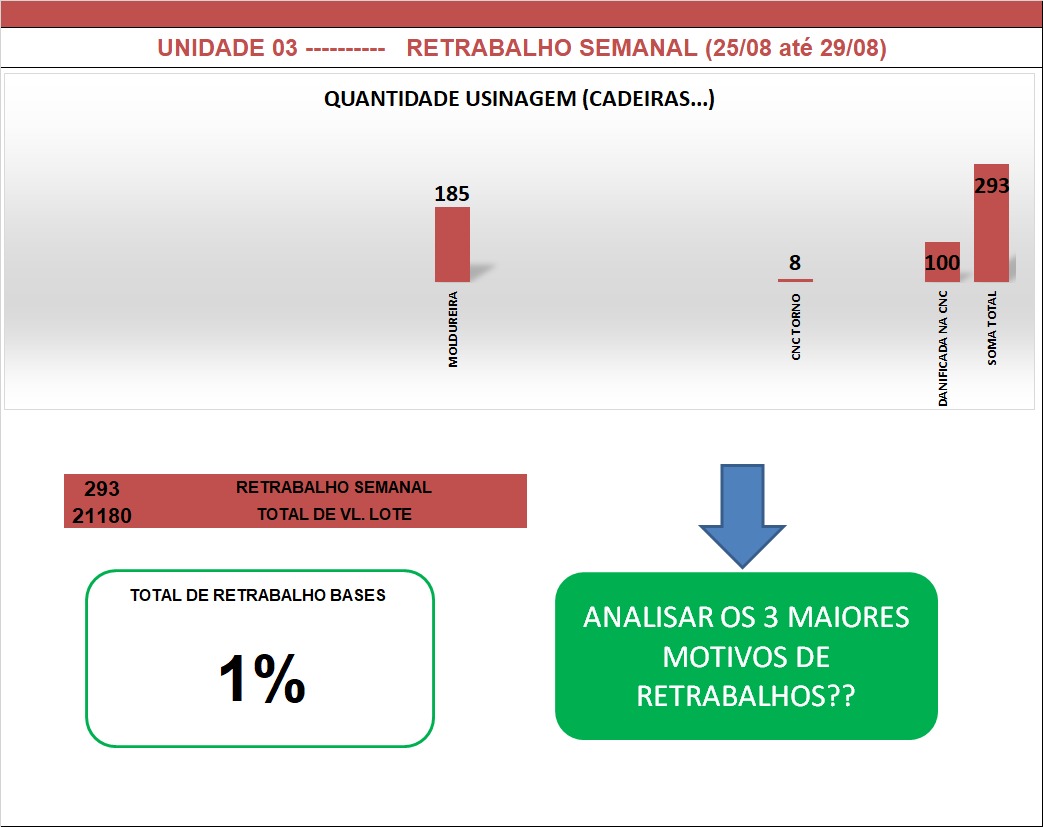 UNIDADE 03 ---------- RETRABALHO SEMANAL (25/08 até 29/08)
QUANTIDADE USINAGEM (CADEIRAS...)
185
8
100
293
MOLDUREIRA
CNC TORNO
DANIFICADA NA CNC
SOMA TOTAL
293 RETRABALHO SEMANAL
21180 TOTAL DE VL. LOTE
TOTAL DE RETRABALHO BASES
1%
ANALISAR OS 3 MAIORES
MOTIVOS DE
RETRABALHOS??